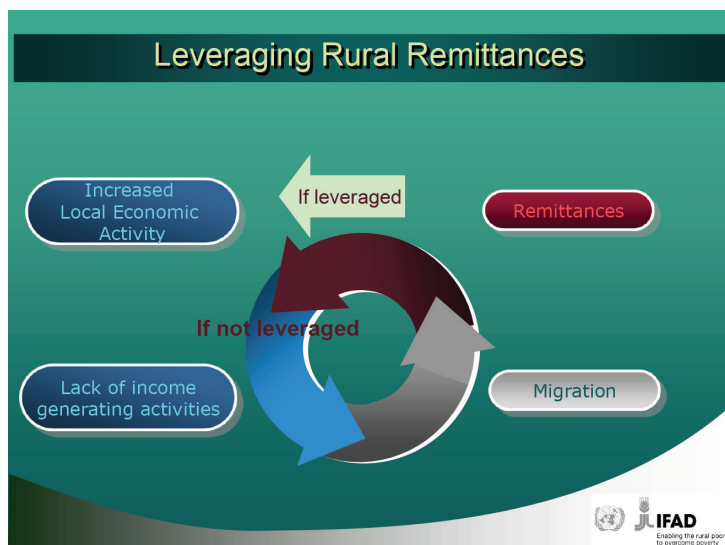 Leveraging Rural Remittances
Increased
Local Economic
Activity
If leveraged
Remittances
If not leveraged
Lack of income
generating activities
Migration
IFAD
Enabling the rural poor
to overcome poverty